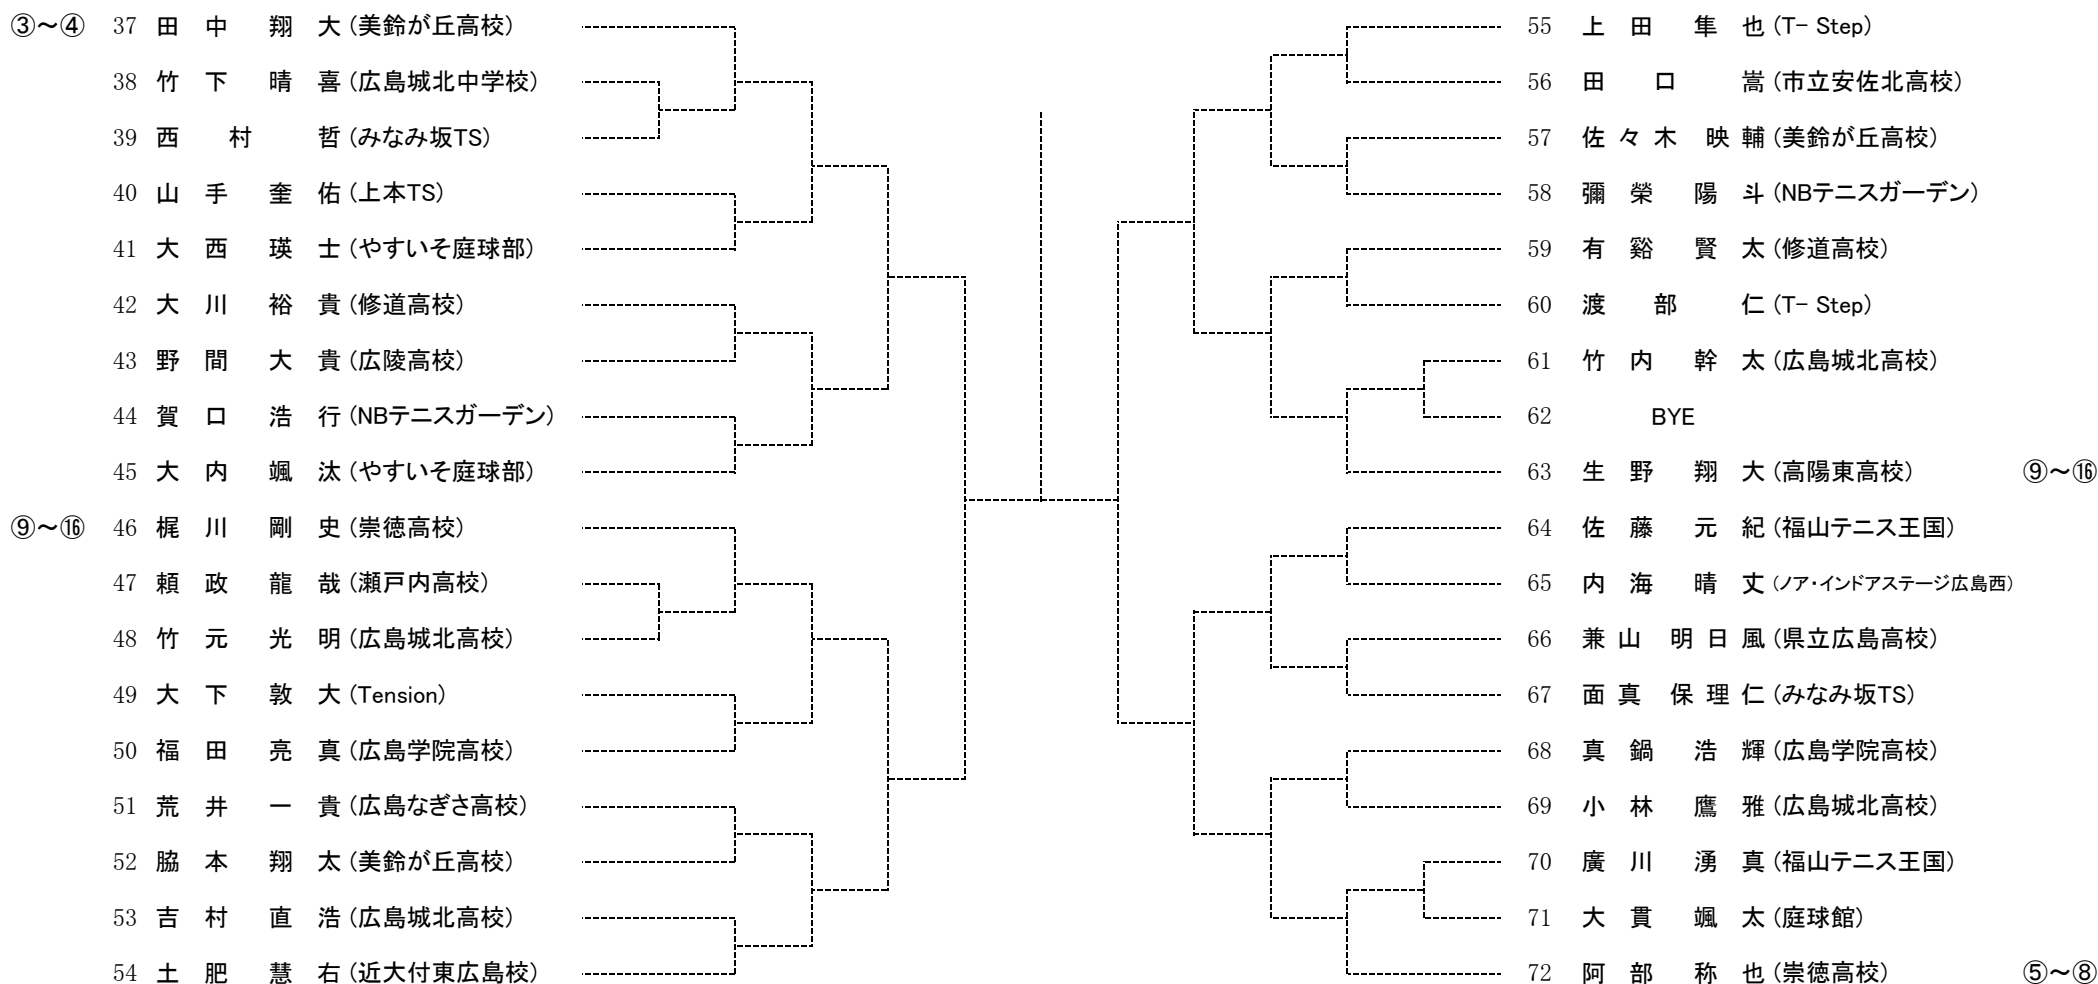 ③～④ 37 田中 翔大 (美鈴が丘高校)
38 竹下 晴喜 (広島城北中学校)
39 西村 哲 (みなみ坂TS)
40 山手 奎佑 (上本TS)
41 大西 瑛士 (やすいそ庭球部)
42 大川 裕貴 (修道高校)
43 野間 大貴 (広陵高校)
44 賀口 浩行 (NBテニスガーデン)
45 大内 颯汰 (やすいそ庭球部)
⑨～⑯ 46 梶川 剛史 (崇徳高校)
47 頼政 龍哉 (瀬戸内高校)
48 竹元 光明 (広島城北高校)
49 大下 敦大 (Tension)
50 福田 亮真 (広島学院高校)
51 荒井 一貴 (広島なぎさ高校)
52 脇本 翔太 (美鈴が丘高校)
53 吉村 直浩 (広島城北高校)
54 土肥 慧右 (近大付東広島校)
55 上田 隼也 (T- Step)
56 田口 嵩 (市立安佐北高校)
57 佐々木 映輔 (美鈴が丘高校)
58 彌榮 陽斗 (NBテニスガーデン)
59 有谿 賢太 (修道高校)
60 渡部 仁 (T- Step)
61 竹内 幹太 (広島城北高校)
62 BYE
63 生野 翔大 (高陽東高校) ⑨～⑯
64 佐藤 元紀 (福山テニス王国)
65 内海 晴丈 (ノア・インドアステージ広島西)
66 兼山 明日風 (県立広島高校)
67 面真 保理仁 (みなみ坂TS)
68 真鍋 浩輝 (広島学院高校)
69 小林 鷹雅 (広島城北高校)
70 廣川 湧真 (福山テニス王国)
71 大貫 颯太 (庭球館)
72 阿部 称也 (崇徳高校) ⑤～⑧